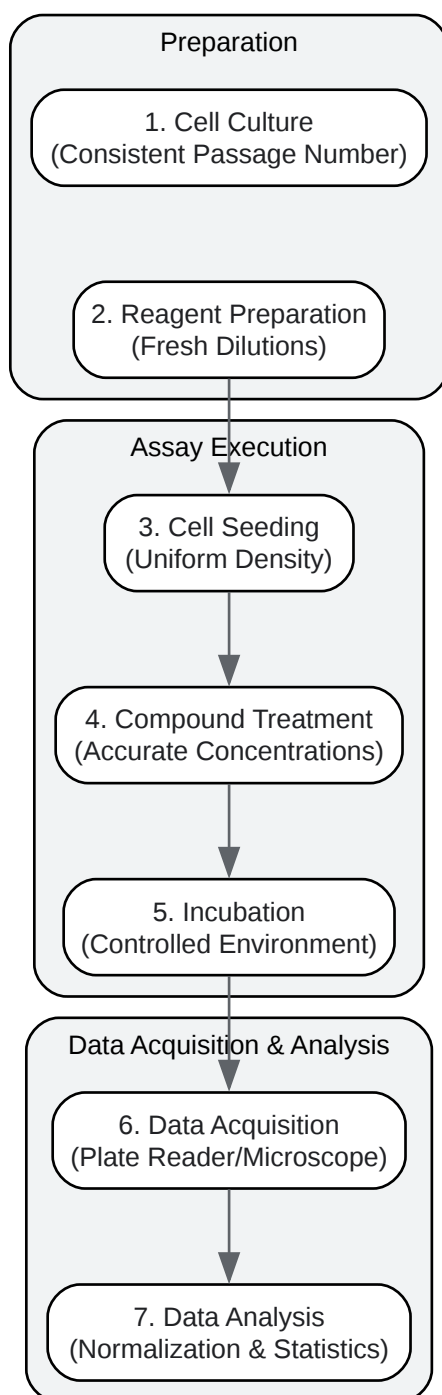 Preparation
1. Cell Culture
(Consistent Passage Number)
2. Reagent Preparation
(Fresh Dilutions)
Assay Execution
3. Cell Seeding
(Uniform Density)
4. Compound Treatment
(Accurate Concentrations)
5. Incubation
(Controlled Environment)
Data Acquisition & Analysis
6. Data Acquisition
(Plate Reader/Microscope)
7. Data Analysis
(Normalization & Statistics)